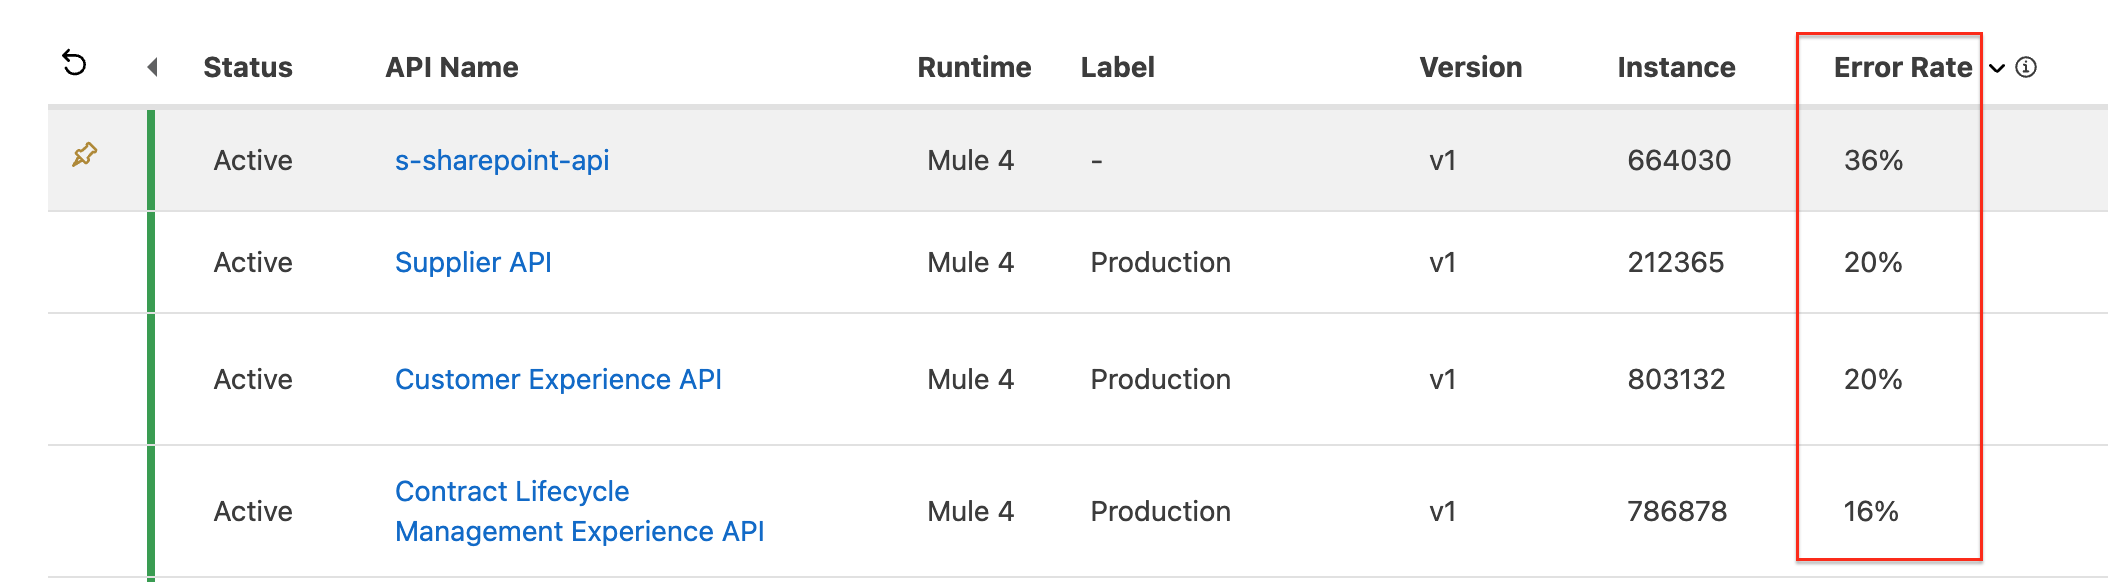 Status API Name Runtime Label Version Instance Error Rate
Active s-sharepoint-api Mule 4 - v1 664030 36%
Active Supplier API Mule 4 Production v1 212365 20%
Active Customer Experience API Mule 4 Production v1 803132 20%
Active Contract Lifecycle
Management Experience API Mule 4 Production v1 786878 16%